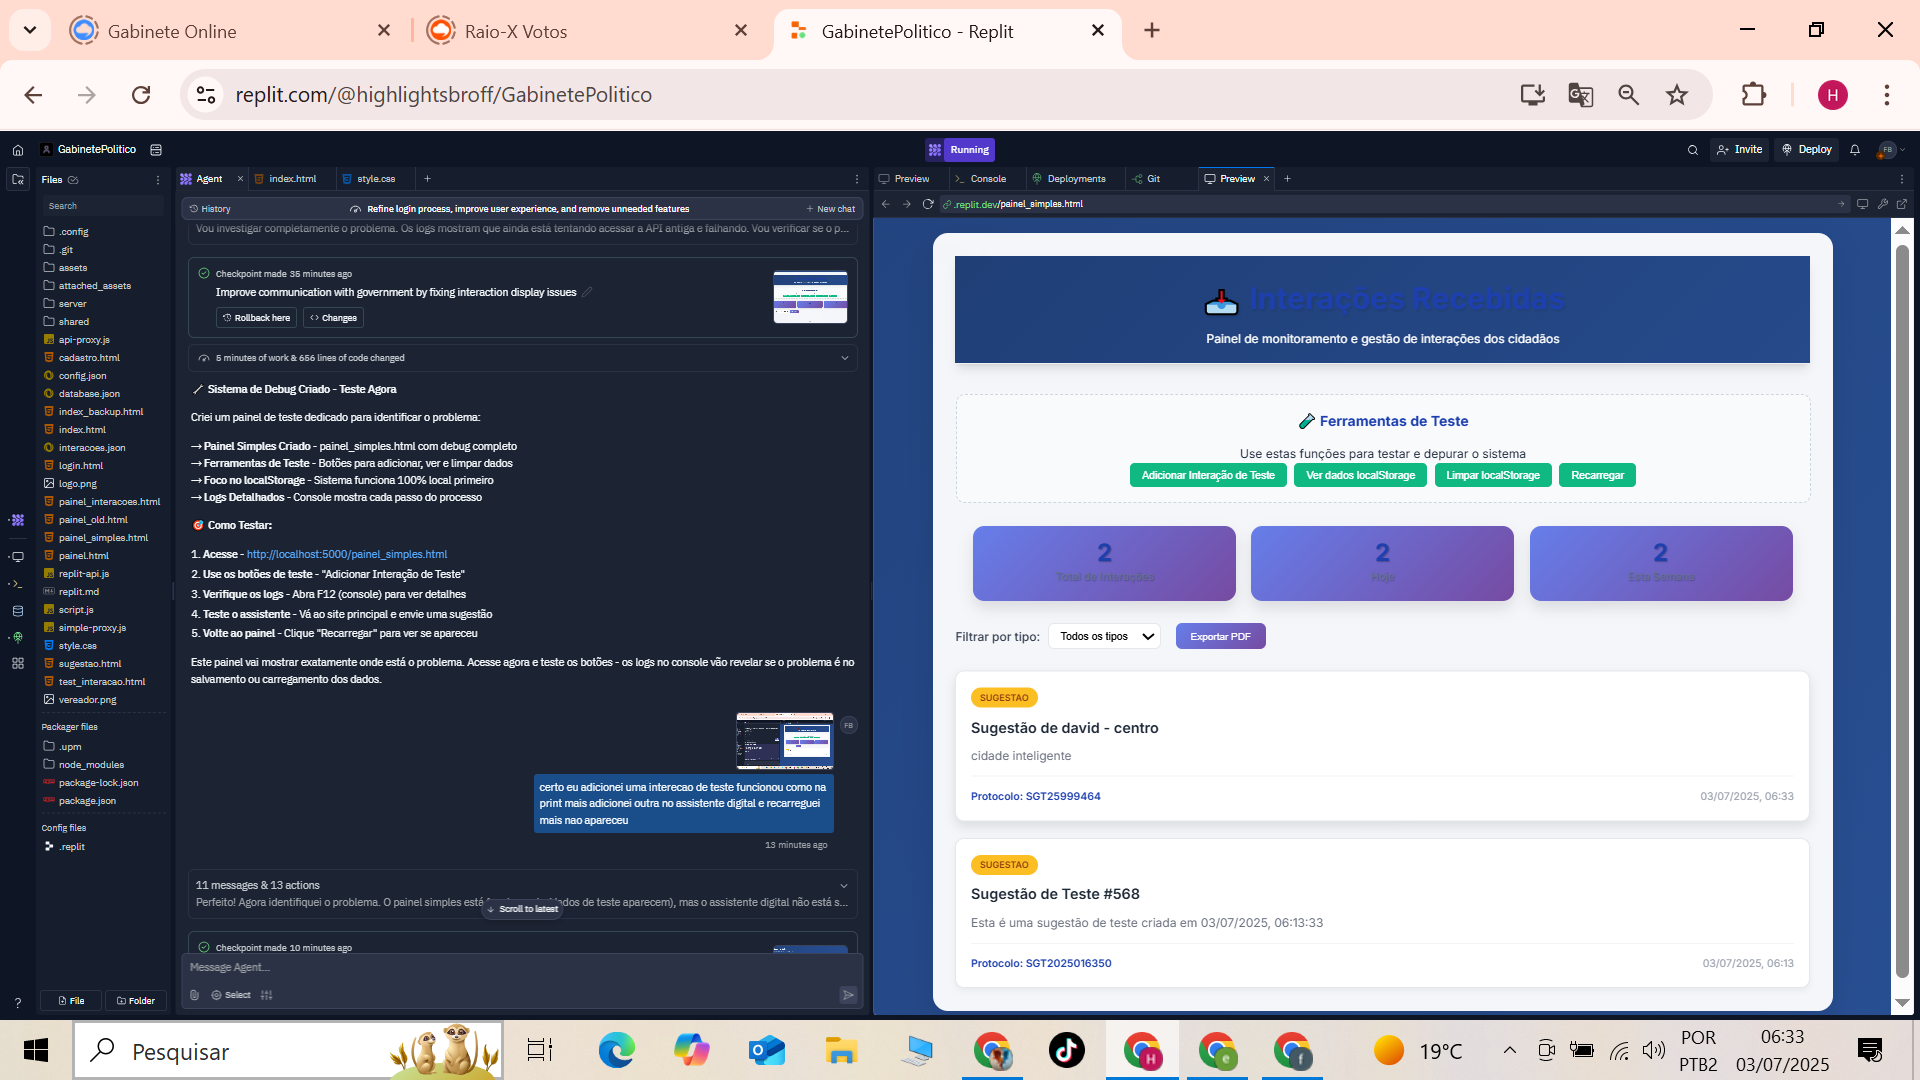 Gabinete Online
Raio-X Votos
GabinetePolitico - Replit
replit.com/@highlightsbroff/GabinetePolitico
H
GabinetePolitico
Running
Invite
Deploy
FB
Files
Agent
index.html
style.css
Preview
Console
Deployments
Git
Preview
Search
History
Refine login process, improve user experience, and remove unneeded features
New chat
.replit.dev/painel_simples.html
.config
.git
assets
attached_assets
server
shared
api-proxy.js
cadastro.html
config.json
database.json
index_backup.html
index.html
interacoes.json
login.html
logo.png
painel_interacoes.html
painel_old.html
painel_simples.html
painel.html
replit-api.js
replit.md
script.js
simple-proxy.js
style.css
sugestao.html
test_interacao.html
vereador.png
Packager files
.upm
node_modules
package-lock.json
package.json
Config files
.replit
File
Folder
Vou investigar completamente o problema. Os logs mostram que ainda está tentando acessar a API antiga e falhando. Vou verificar se o p...
Checkpoint made 35 minutes ago
Improve communication with government by fixing interaction display issues
Rollback here
Changes
5 minutes of work & 656 lines of code changed
Sistema de Debug Criado - Teste Agora
Criei um painel de teste dedicado para identificar o problema:
→ Painel Simples Criado - painel_simples.html com debug completo
→ Ferramentas de Teste - Botões para adicionar, ver e limpar dados
→ Foco no localStorage - Sistema funciona 100% local primeiro
→ Logs Detalhados - Console mostra cada passo do processo
Como Testar:
1. Acesse - http://localhost:5000/painel_simples.html
2. Use os botões de teste - "Adicionar Interação de Teste"
3. Verifique os logs - Abra F12 (console) para ver detalhes
4. Teste o assistente - Vá ao site principal e envie uma sugestão
5. Volte ao painel - Clique "Recarregar" para ver se apareceu
Este painel vai mostrar exatamente onde está o problema. Acesse agora e teste os botões - os logs no console vão revelar se o problema é no
salvamento ou carregamento dos dados.
FB
certo eu adicionei uma interecao de teste funcionou como na
print mais adicionei outra no assistente digital e recarreguei
mais nao apareceu
13 minutes ago
11 messages & 13 actions
Perfeito! Agora identifiquei o problema. O painel simples está
dos de teste aparecem), mas o assistente digital não está s...
Scroll to latest
Checkpoint made 10 minutes ago
Message Agent...
Select
Interações Recebidas
Painel de monitoramento e gestão de interações dos cidadãos
Ferramentas de Teste
Use estas funções para testar e depurar o sistema
Adicionar Interação de Teste
Ver dados localStorage
Limpar localStorage
Recarregar
2
Total de Interações
2
Hoje
2
Esta Semana
Filtrar por tipo:
Todos os tipos
Exportar PDF
SUGESTAO
Sugestão de david - centro
cidade inteligente
Protocolo: SGT25999464
03/07/2025, 06:33
SUGESTAO
Sugestão de Teste #568
Esta é uma sugestão de teste criada em 03/07/2025, 06:13:33
Protocolo: SGT2025016350
03/07/2025, 06:13
Pesquisar
H
e
f
19°C
POR
PTB2
06:33
03/07/2025